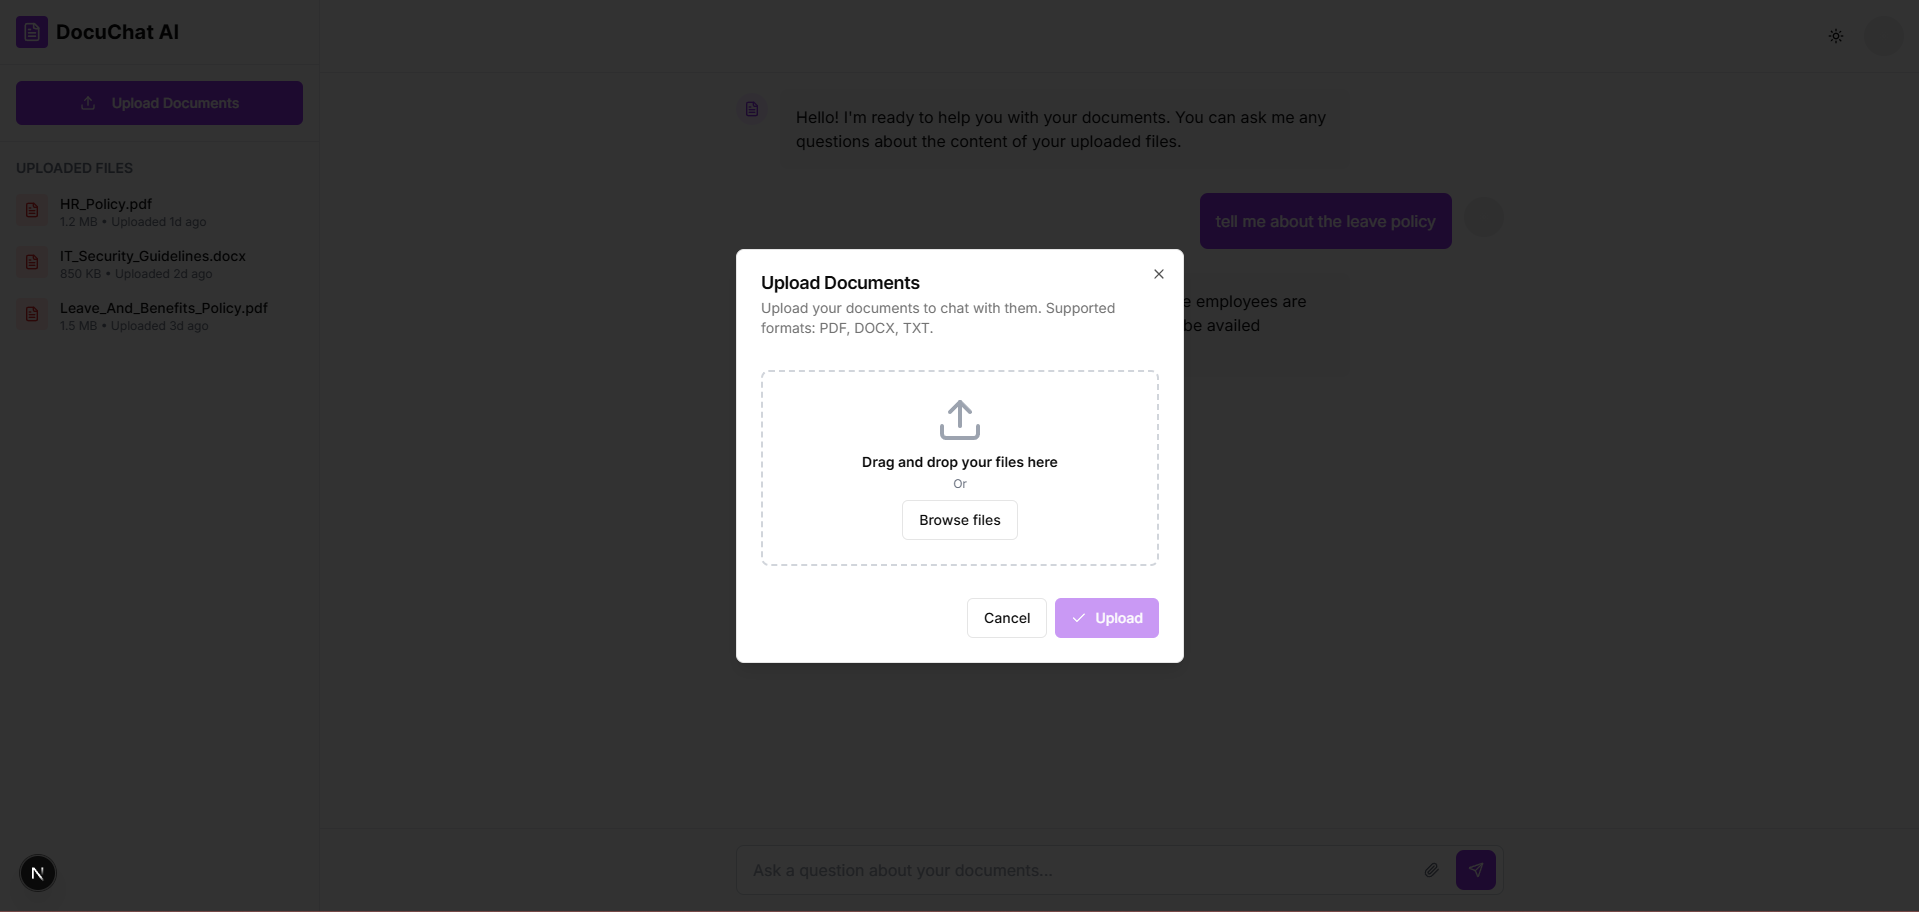 DocuChat AI
Upload Documents
UPLOADED FILES
HR_Policy.pdf
1.2 MB • Uploaded 1d ago
IT_Security_Guidelines.docx
850 KB • Uploaded 2d ago
Leave_And_Benefits_Policy.pdf
1.5 MB • Uploaded 3d ago
N
Hello! I'm ready to help you with your documents. You can ask me any
questions about the content of your uploaded files.
tell me about the leave policy
employees are
be availed
Upload Documents
Upload your documents to chat with them. Supported
formats: PDF, DOCX, TXT.
Drag and drop your files here
Or
Browse files
Cancel
Upload
Ask a question about your documents...